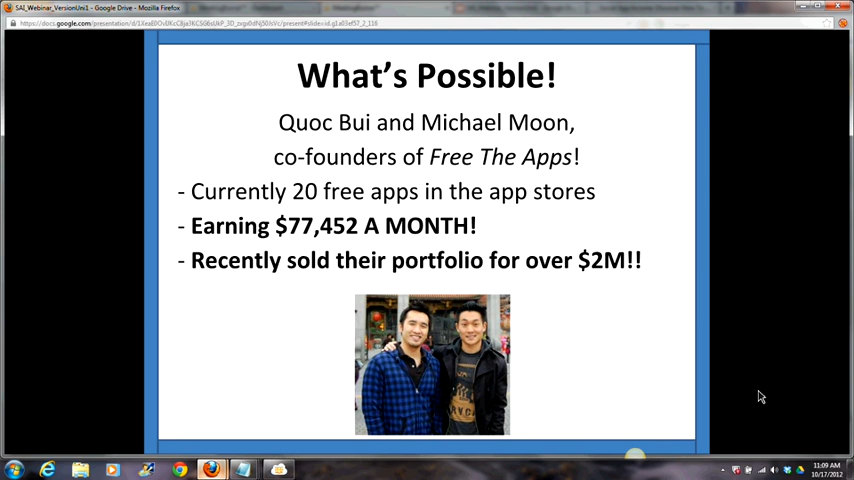 SAI_Webinar_VersionUni1 - Google Drive - Mozilla Firefox
What's Possible!
Quoc Bui and Michael Moon,
co-founders of Free The Apps!
- Currently 20 free apps in the app stores
- Earning $77,452 A MONTH!
- Recently sold their portfolio for over $2M!!
11:09 AM
10/17/2012